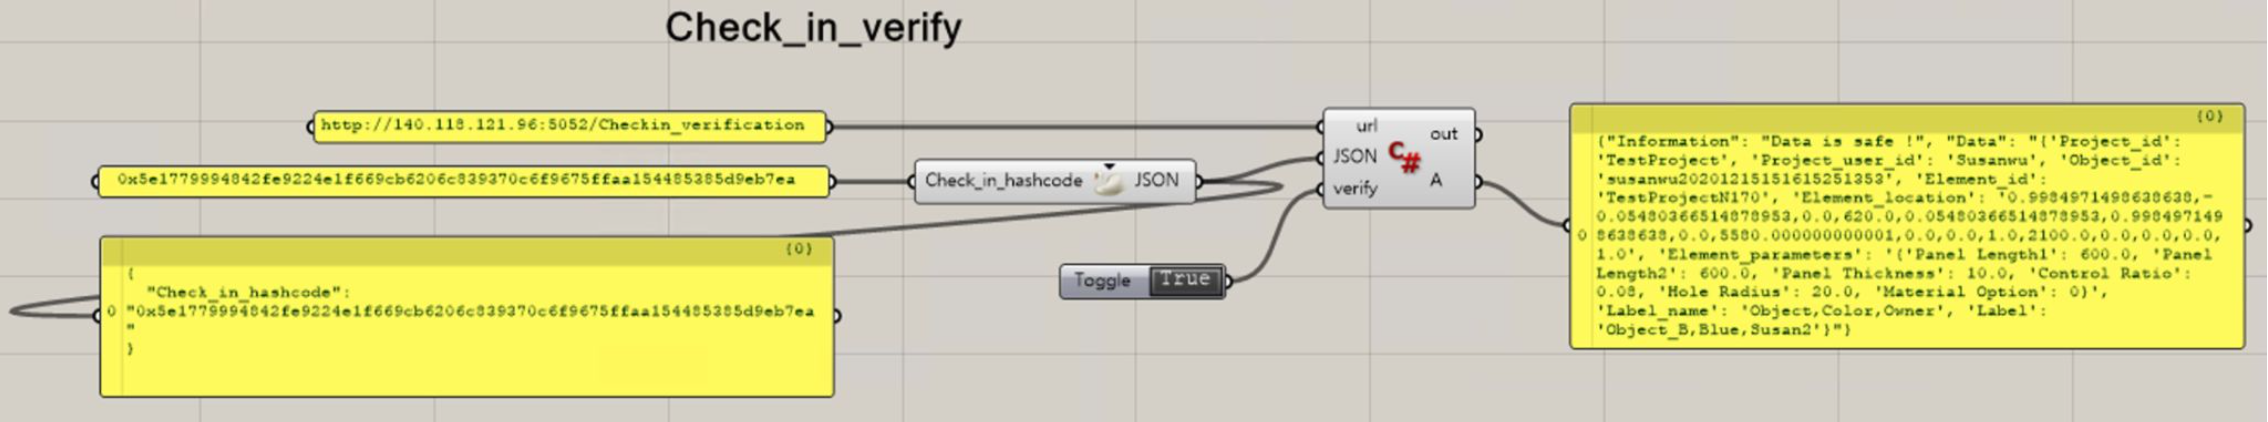 Check_in_verify
http://140.118.121.96:5052/Checkin_verification
0x5e1779994842fe9224e1f669cb6206c839370c6f9675ffaa154485385d9eb7ea
Check_in_hashcode JSON
{0}
{
"Check_in_hashcode":
0 "0x5e1779994842fe9224e1f669cb6206c839370c6f9675ffaa154485385d9eb7ea
"
}
Toggle True
url
JSON
verify
C#
out
A
{0}
{"Information": "Data is safe !", "Data": "{'Project_id':
'TestProject', 'Project_user_id': 'Susanwu', 'Object_id':
'susanwu20201215151615251353', 'Element_id':
'TestProjectN170', 'Element_location': '0.9984971498638638,-
0.05480366514878953,0.0,620.0,0.05480366514878953,0.998497149
0 8638638,0.0,5580.000000000001,0.0,0.0,1.0,2100.0,0.0,0.0,0.0,
1.0', 'Element_parameters': '{'Panel Length1': 600.0, 'Panel
Length2': 600.0, 'Panel Thickness': 10.0, 'Control Ratio':
0.08, 'Hole Radius': 20.0, 'Material Option': 0}',
'Label_name': 'Object,Color,Owner', 'Label':
'Object_B,Blue,Susan2'}"}